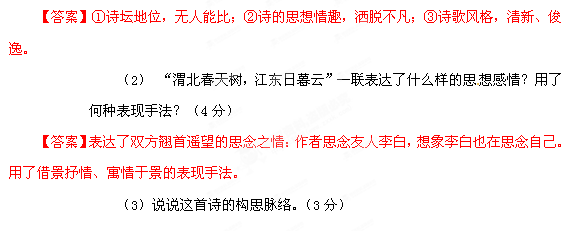 【答案】①诗坛地位，无人能比；②诗的思想情趣，洒脱不凡；③诗歌风格，清新、俊
逸。
（2） “渭北春天树，江东日暮云”一联表达了什么样的思想感情？用了
何种表现手法？（4分）
【答案】表达了双方翘首遥望的思念之情：作者思念友人李白，想象李白也在思念自己。
用了借景抒情、寓情于景的表现手法。
（3）说说这首诗的构思脉络。（3分）